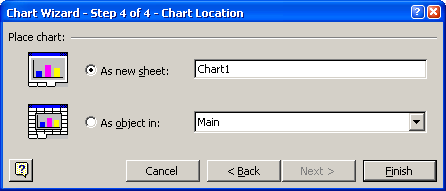 Chart Wizard - Step 4 of 4 - Chart Location
Place chart:
As new sheet: Chart1
As object in: Main
Cancel < Back Next > Finish